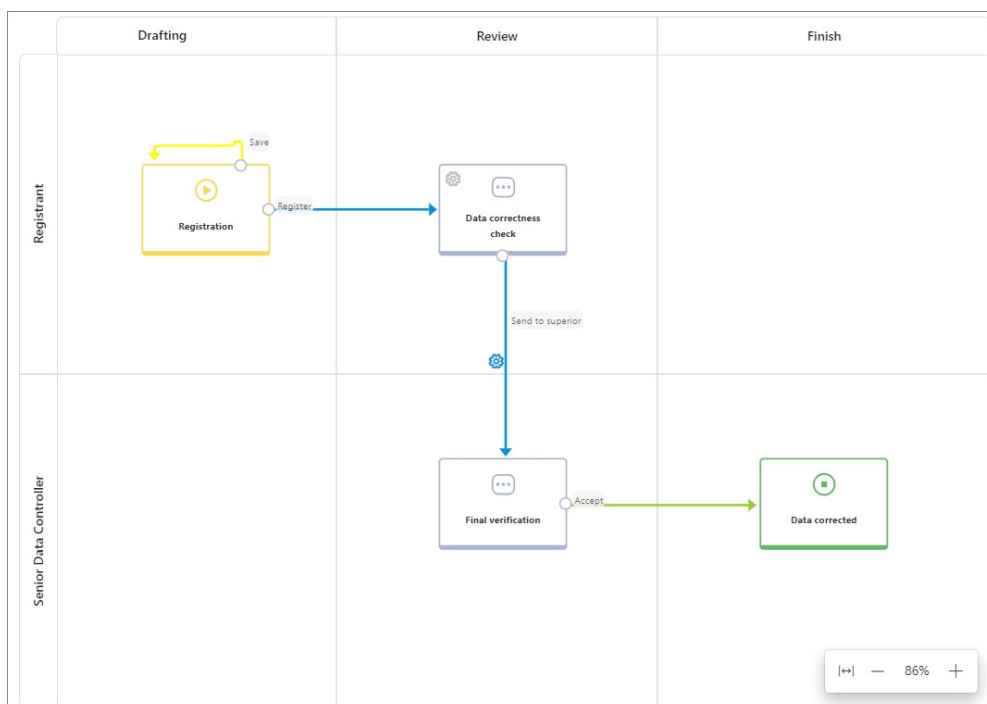 Drafting
Review
Finish
Registrant
Save
Registration
Register
Data correctness
check
Send to superior
Senior Data Controller
Final verification
Accept
Data corrected
86%